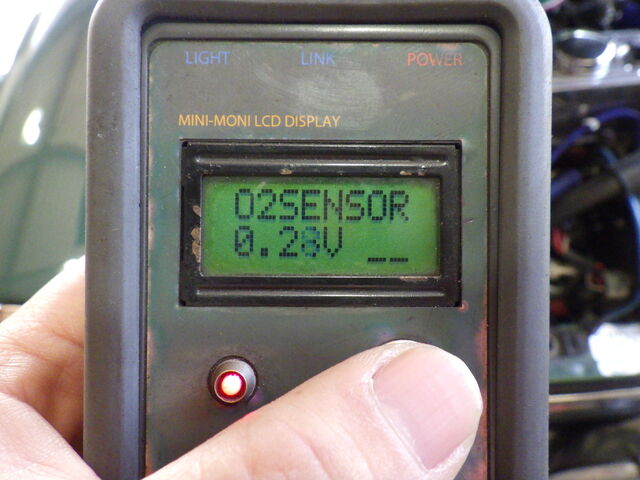 LIGHT LINK POWER
MINI-MONI LCD DISPLAY
O2SENSOR
0.28V __